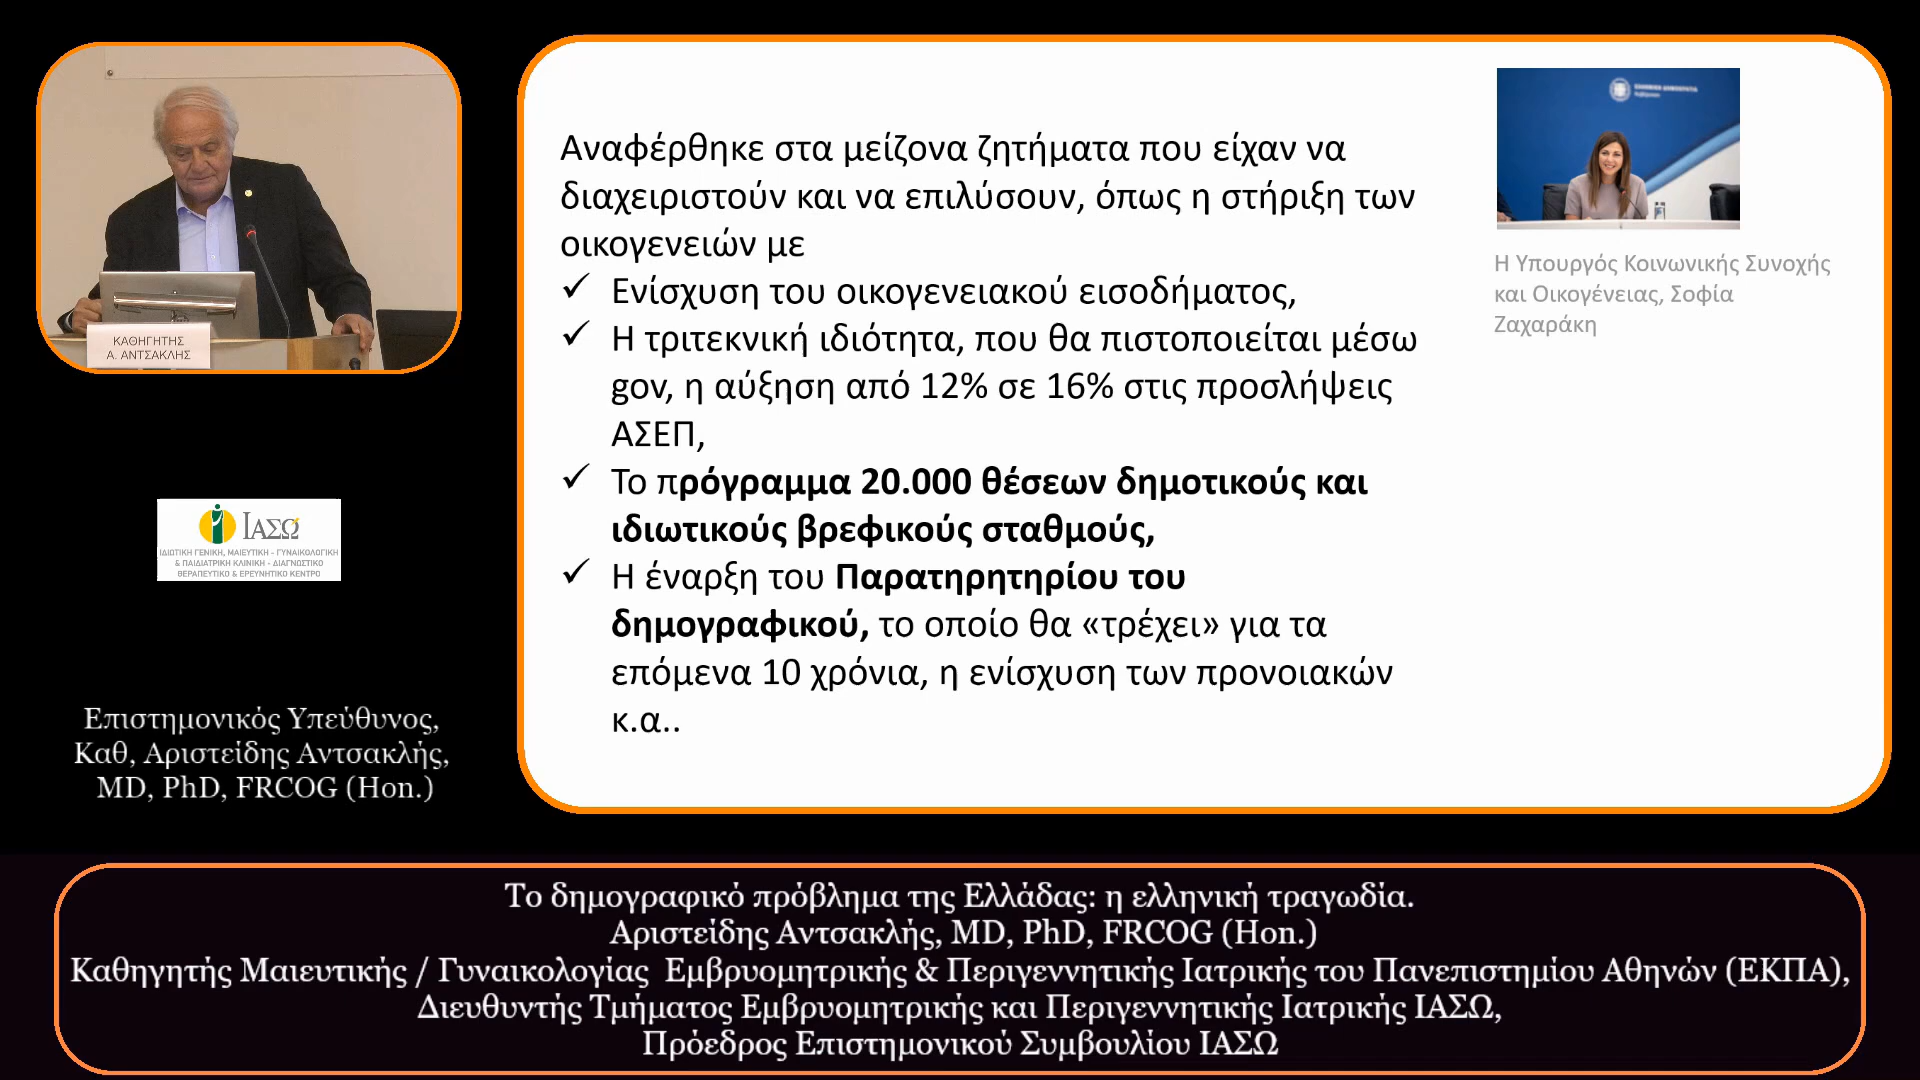 ΚΑΘΗΓΗΤΗΣ
Α. ΑΝΤΣΑΚΛΗΣ
ΙΑΣΩ
ΙΔΙΩΤΙΚΗ ΓΕΝΙΚΗ, ΜΑΙΕΥΤΙΚΗ - ΓΥΝΑΙΚΟΛΟΓΙΚΗ
& ΠΑΙΔΙΑΤΡΙΚΗ ΚΛΙΝΙΚΗ - ΔΙΑΓΝΩΣΤΙΚΟ
ΘΕΡΑΠΕΥΤΙΚΟ & ΕΡΕΥΝΗΤΙΚΟ ΚΕΝΤΡΟ
Επιστημονικός Υπεύθυνος,
Καθ, Αριστείδης Αντσακλής,
MD, PhD, FRCOG (Hon.)
Αναφέρθηκε στα μείζονα ζητήματα που είχαν να
διαχειριστούν και να επιλύσουν, όπως η στήριξη των
οικογενειών με
✓ Ενίσχυση του οικογενειακού εισοδήματος,
✓ Η τριτεκνική ιδιότητα, που θα πιστοποιείται μέσω
gov, η αύξηση από 12% σε 16% στις προσλήψεις
ΑΣΕΠ,
✓ Το πρόγραμμα 20.000 θέσεων δημοτικούς και
ιδιωτικούς βρεφικούς σταθμούς,
✓ Η έναρξη του Παρατηρητηρίου του
δημογραφικού, το οποίο θα «τρέχει» για τα
επόμενα 10 χρόνια, η ενίσχυση των προνοιακών
κ.α..
ΕΛΛΗΝΙΚΗ ΔΗΜΟΚΡΑΤΙΑ
Η Υπουργός Κοινωνικής Συνοχής
και Οικογένειας, Σοφία
Ζαχαράκη
Το δημογραφικό πρόβλημα της Ελλάδας: η ελληνική τραγωδία.
Αριστείδης Αντσακλής, MD, PhD, FRCOG (Hon.)
Καθηγητής Μαιευτικής / Γυναικολογίας  Εμβρυομητρικής & Περιγεννητικής Ιατρικής του Πανεπιστημίου Αθηνών (ΕΚΠΑ),
Διευθυντής Τμήματος Εμβρυομητρικής και Περιγεννητικής Ιατρικής ΙΑΣΩ,
Πρόεδρος Επιστημονικού Συμβουλίου ΙΑΣΩ